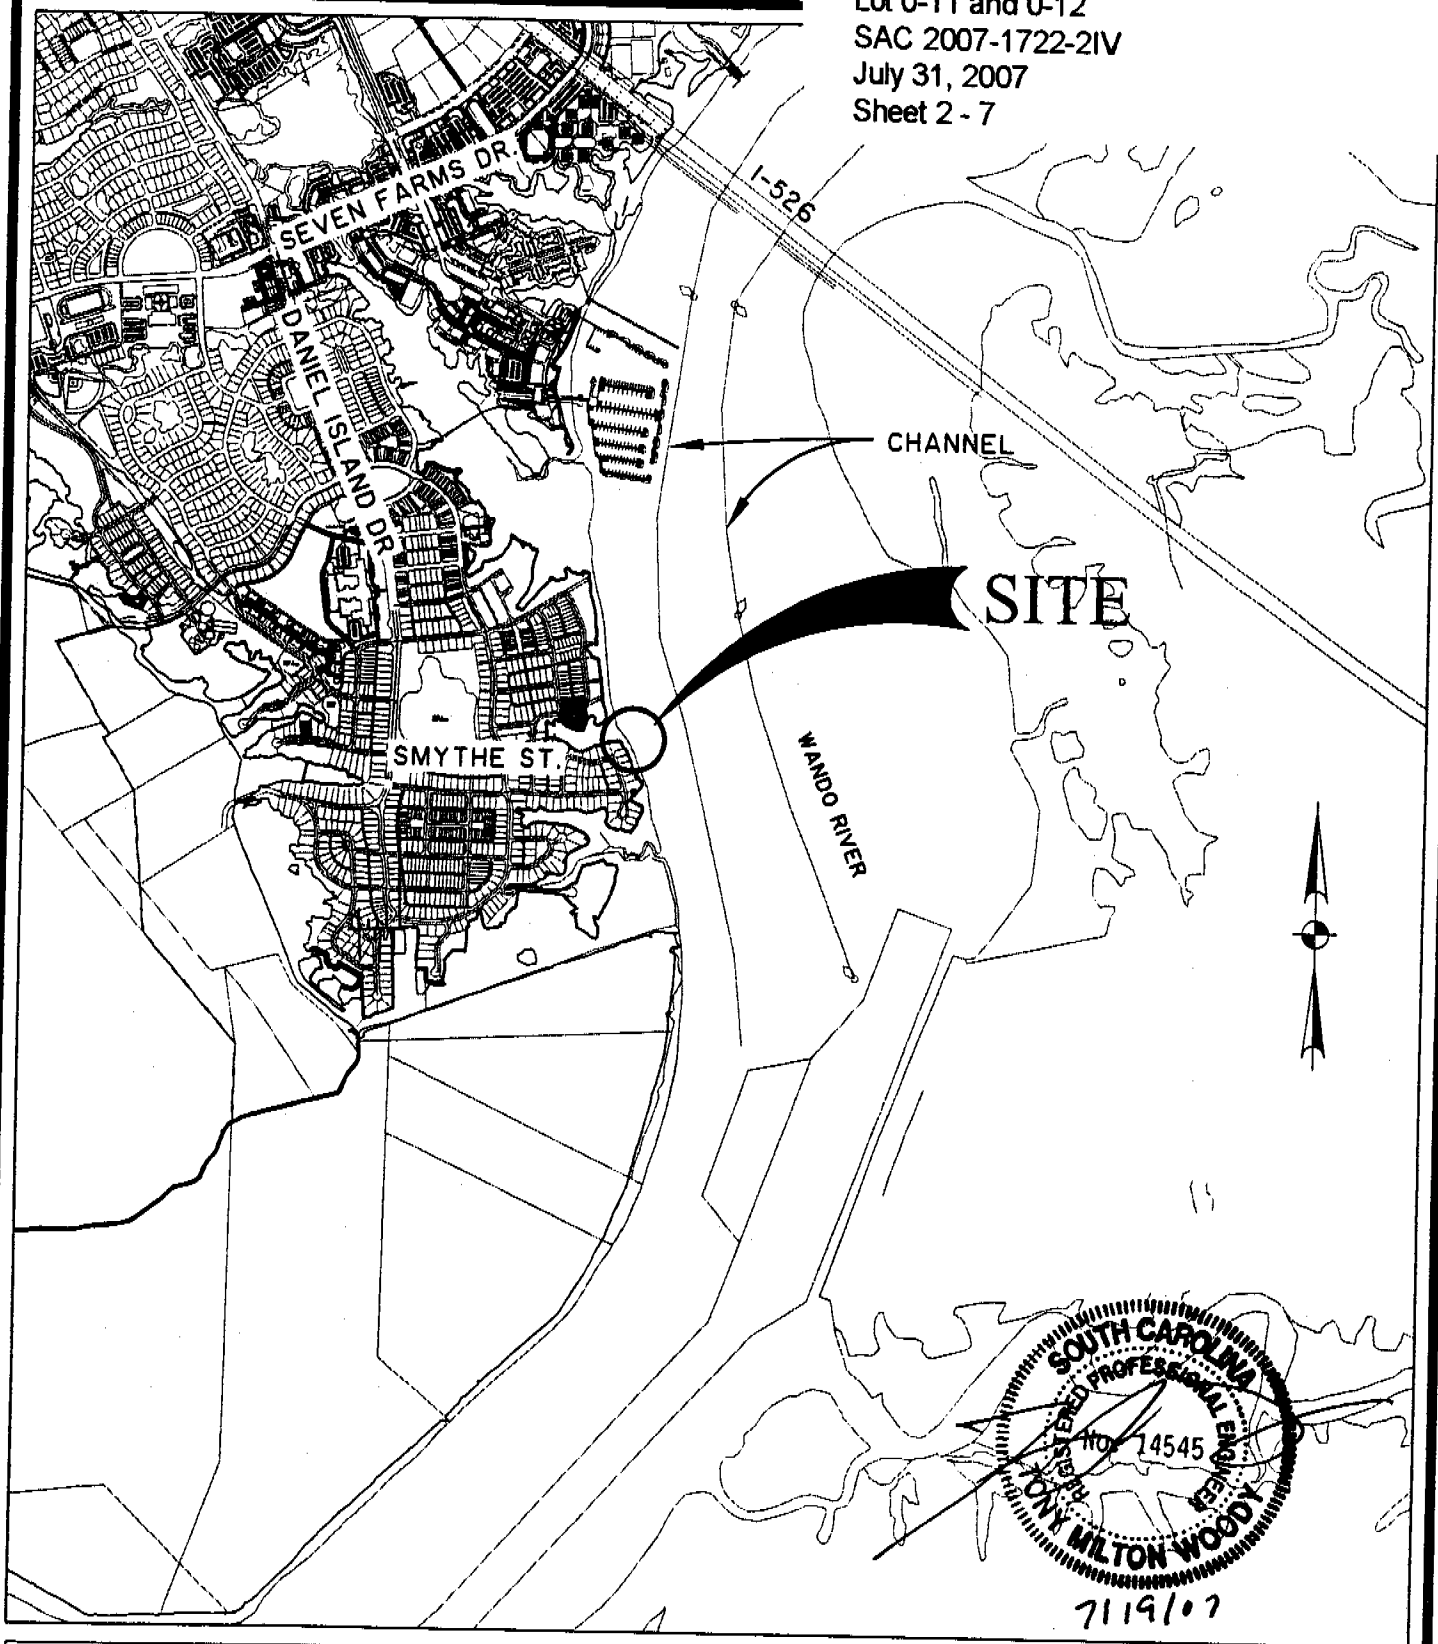 Lot 0-11 and 0-12
SAC 2007-1722-2IV
July 31, 2007
Sheet 2 - 7
I-526
SEVEN FARMS DR.
DANIEL ISLAND DR
CHANNEL
SITE
SMYTHE ST.
WANDO RIVER
SOUTH CAROLINA
REGISTERED PROFESSIONAL ENGINEER
No. 14545
TONY MILTON WOODY
7/19/07